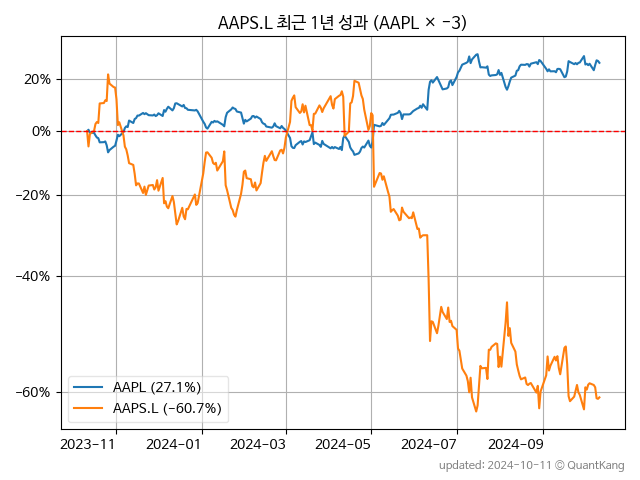 AAPS.L 최근 1년 성과 (AAPL × −3)
20%
0%
−20%
−40%
−60%
AAPL (27.1%)
AAPS.L (−60.7%)
2023-11
2024-01
2024-03
2024-05
2024-07
2024-09
updated: 2024-10-11 © QuantKang